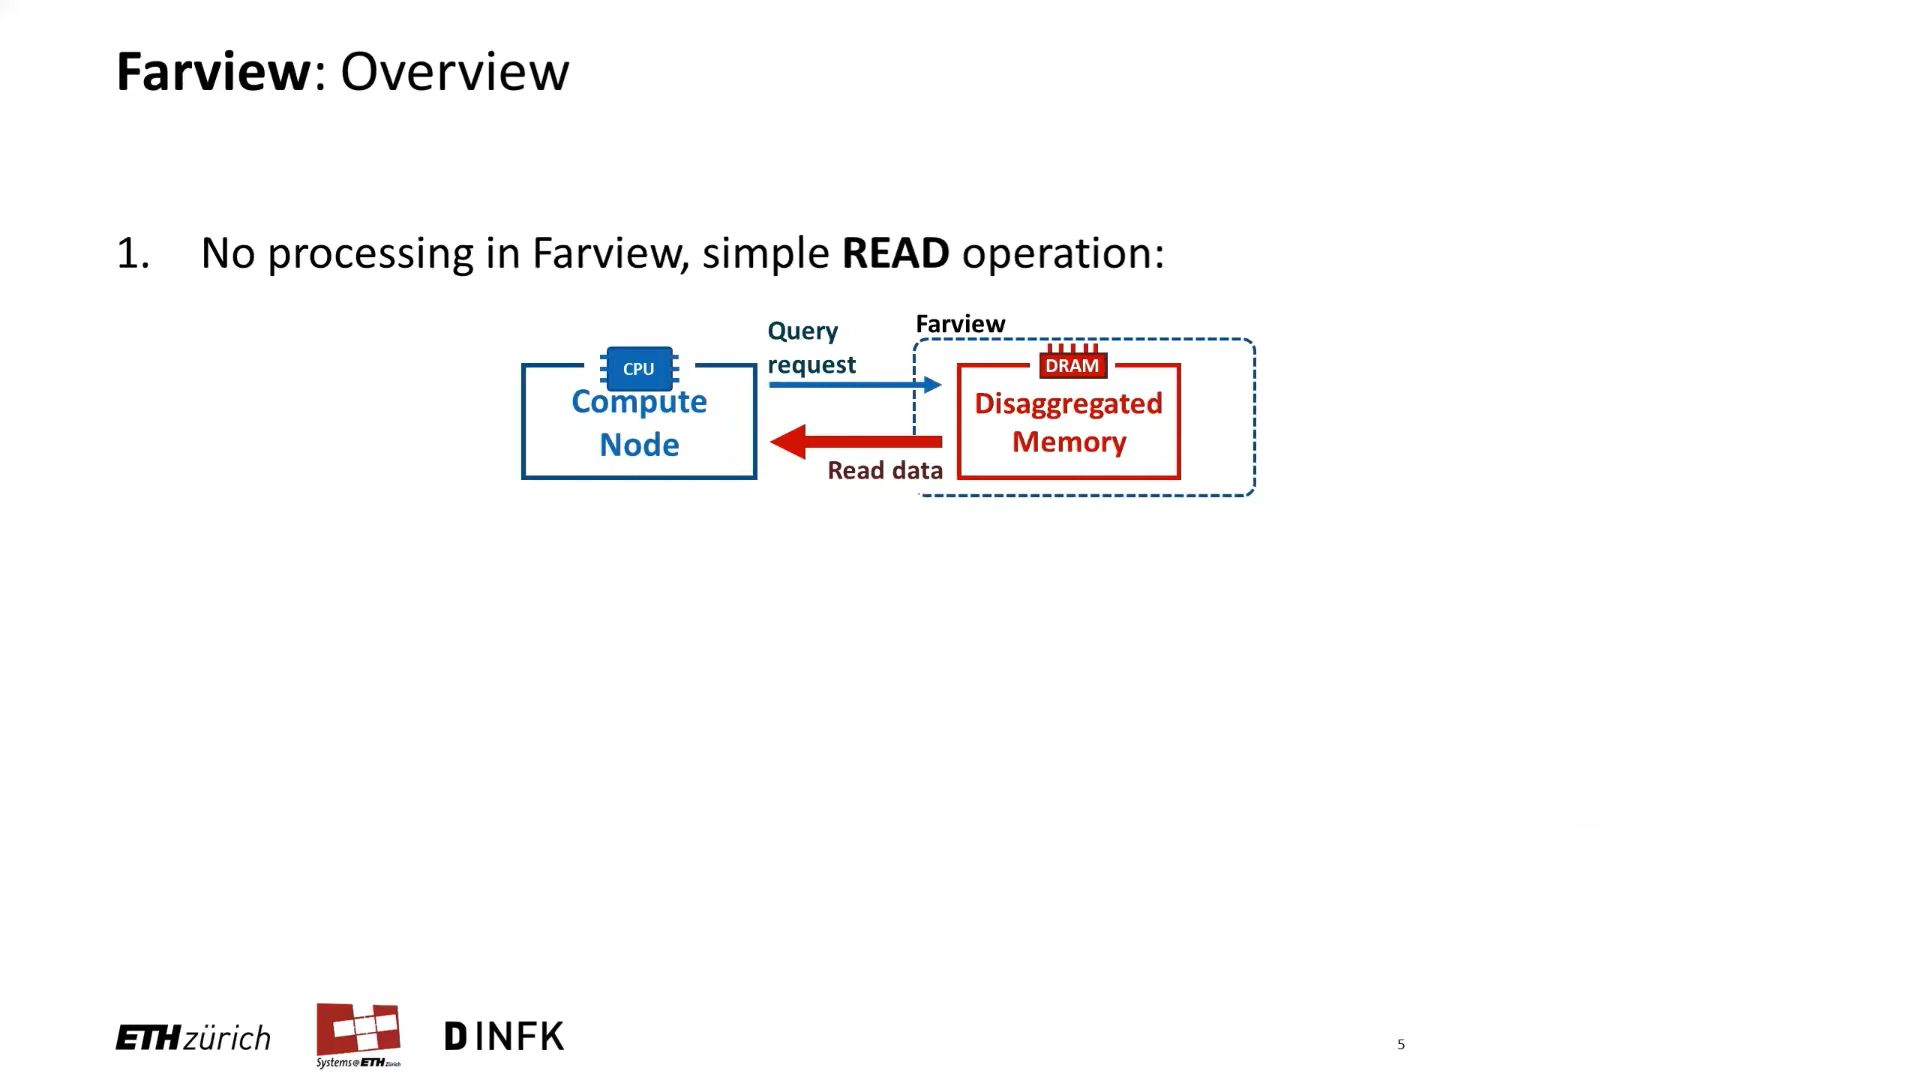 Farview: Overview
1. No processing in Farview, simple READ operation:
Query
request
Farview
CPU
Compute
Node
DRAM
Disaggregated
Memory
Read data
ETH zürich
Systems@ETH Zürich
D INFK
5